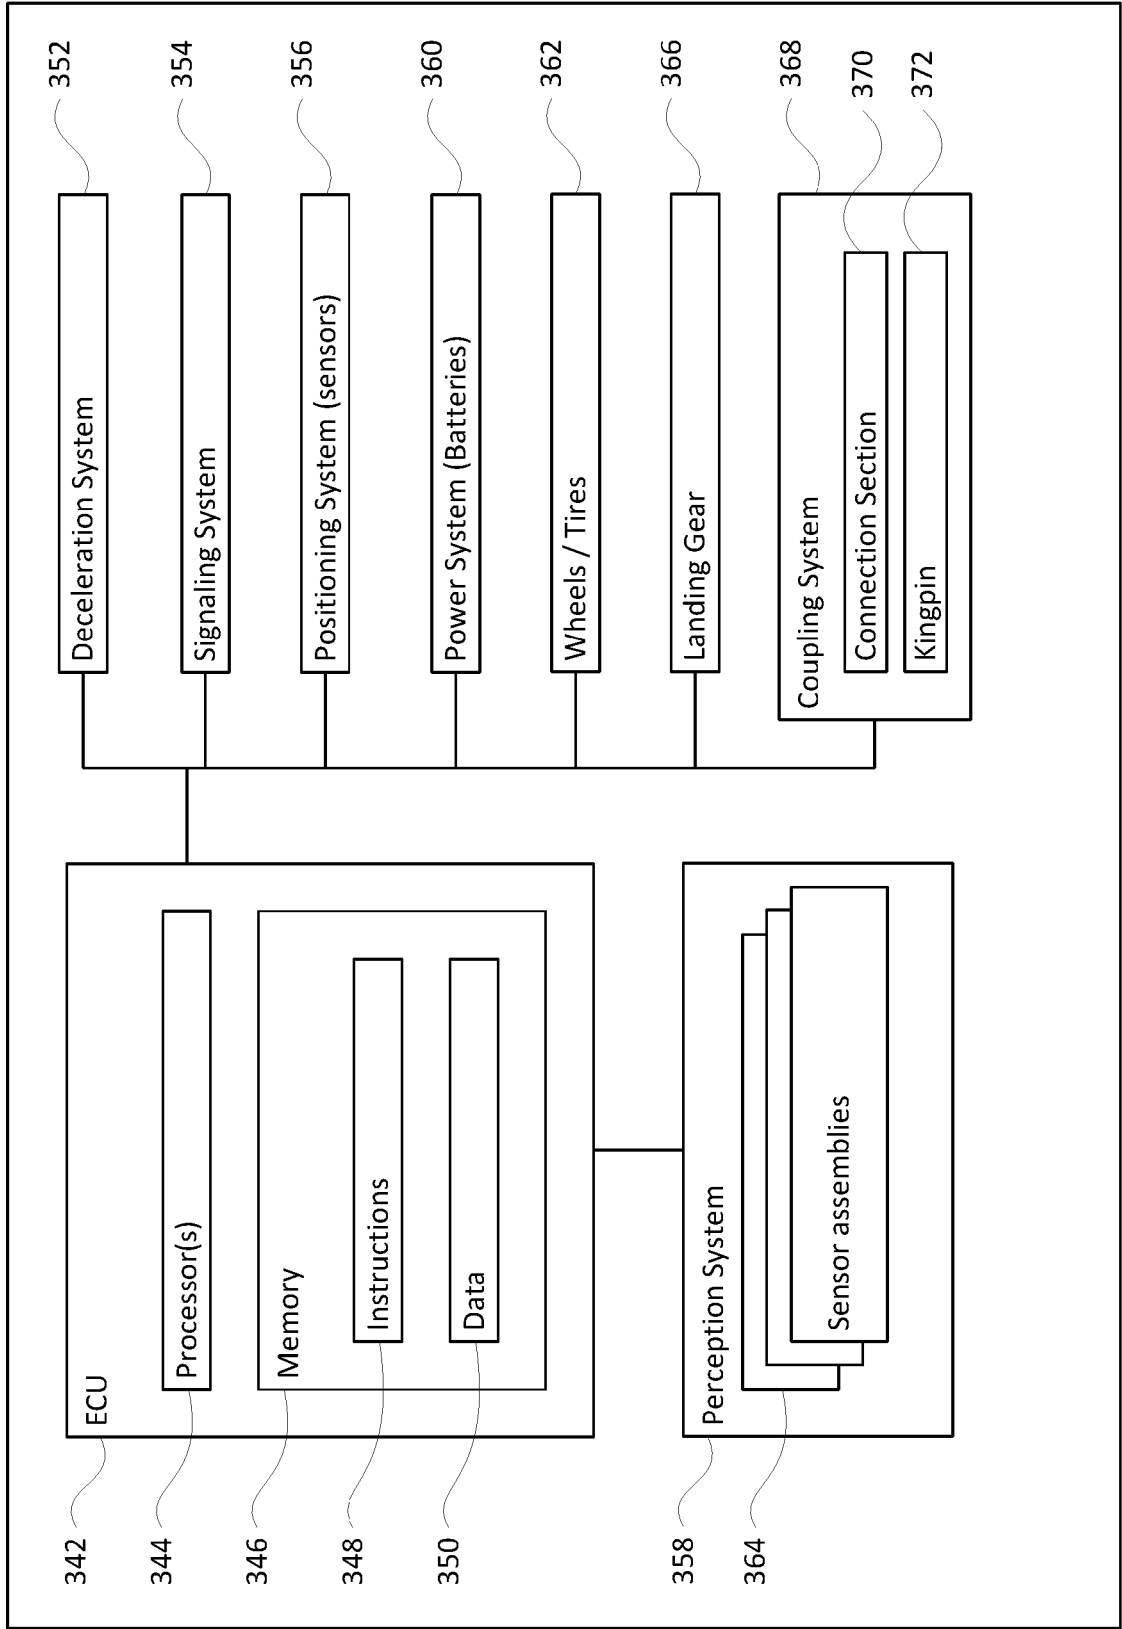 342
ECU
344
Processor(s)
346
Memory
348
Instructions
350
Data
358
Perception System
364
Sensor assemblies
Deceleration System
352
Signaling System
354
Positioning System (sensors)
356
Power System (Batteries)
360
Wheels / Tires
362
Landing Gear
366
Coupling System
368
Connection Section
370
Kingpin
372